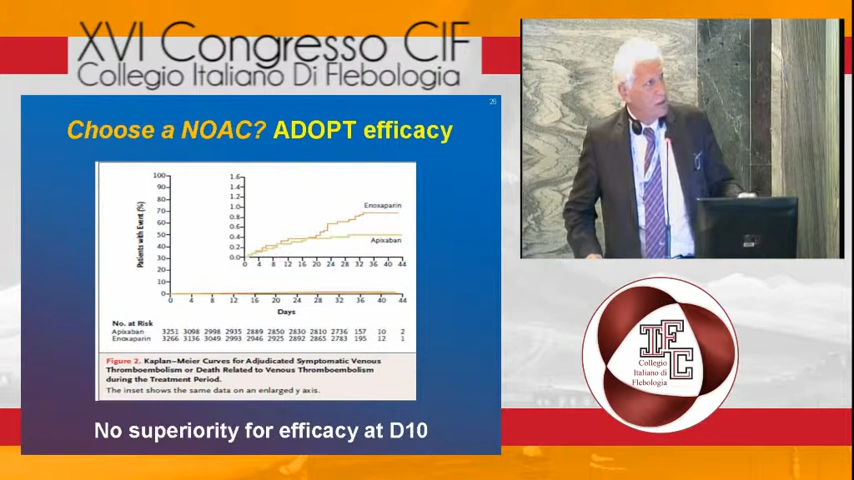 XVI Congresso CIF
Collegio Italiano Di Flebologia
28
Choose a NOAC? ADOPT efficacy
Patients with Event (%)
100
90
80
70
60
50
40
30
20
10
0
1.6
1.4
1.2
1.0
0.8
0.6
0.4
0.2
0.0
Enoxaparin
Apixaban
0 4 8 12 16 20 24 28 32 36 40 44
0 4 8 12 16 20 24 28 32 36 40 44
Days
No. at Risk
Apixaban 3251 3098 2998 2935 2889 2850 2830 2810 2736 157 10 2
Enoxaparin 3266 3136 3049 2993 2946 2925 2892 2865 2783 195 12 1
Figure 2. Kaplan–Meier Curves for Adjudicated Symptomatic Venous
Thromboembolism or Death Related to Venous Thromboembolism
during the Treatment Period.
The inset shows the same data on an enlarged y axis.
No superiority for efficacy at D10
Collegio
Italiano di
Flebologia